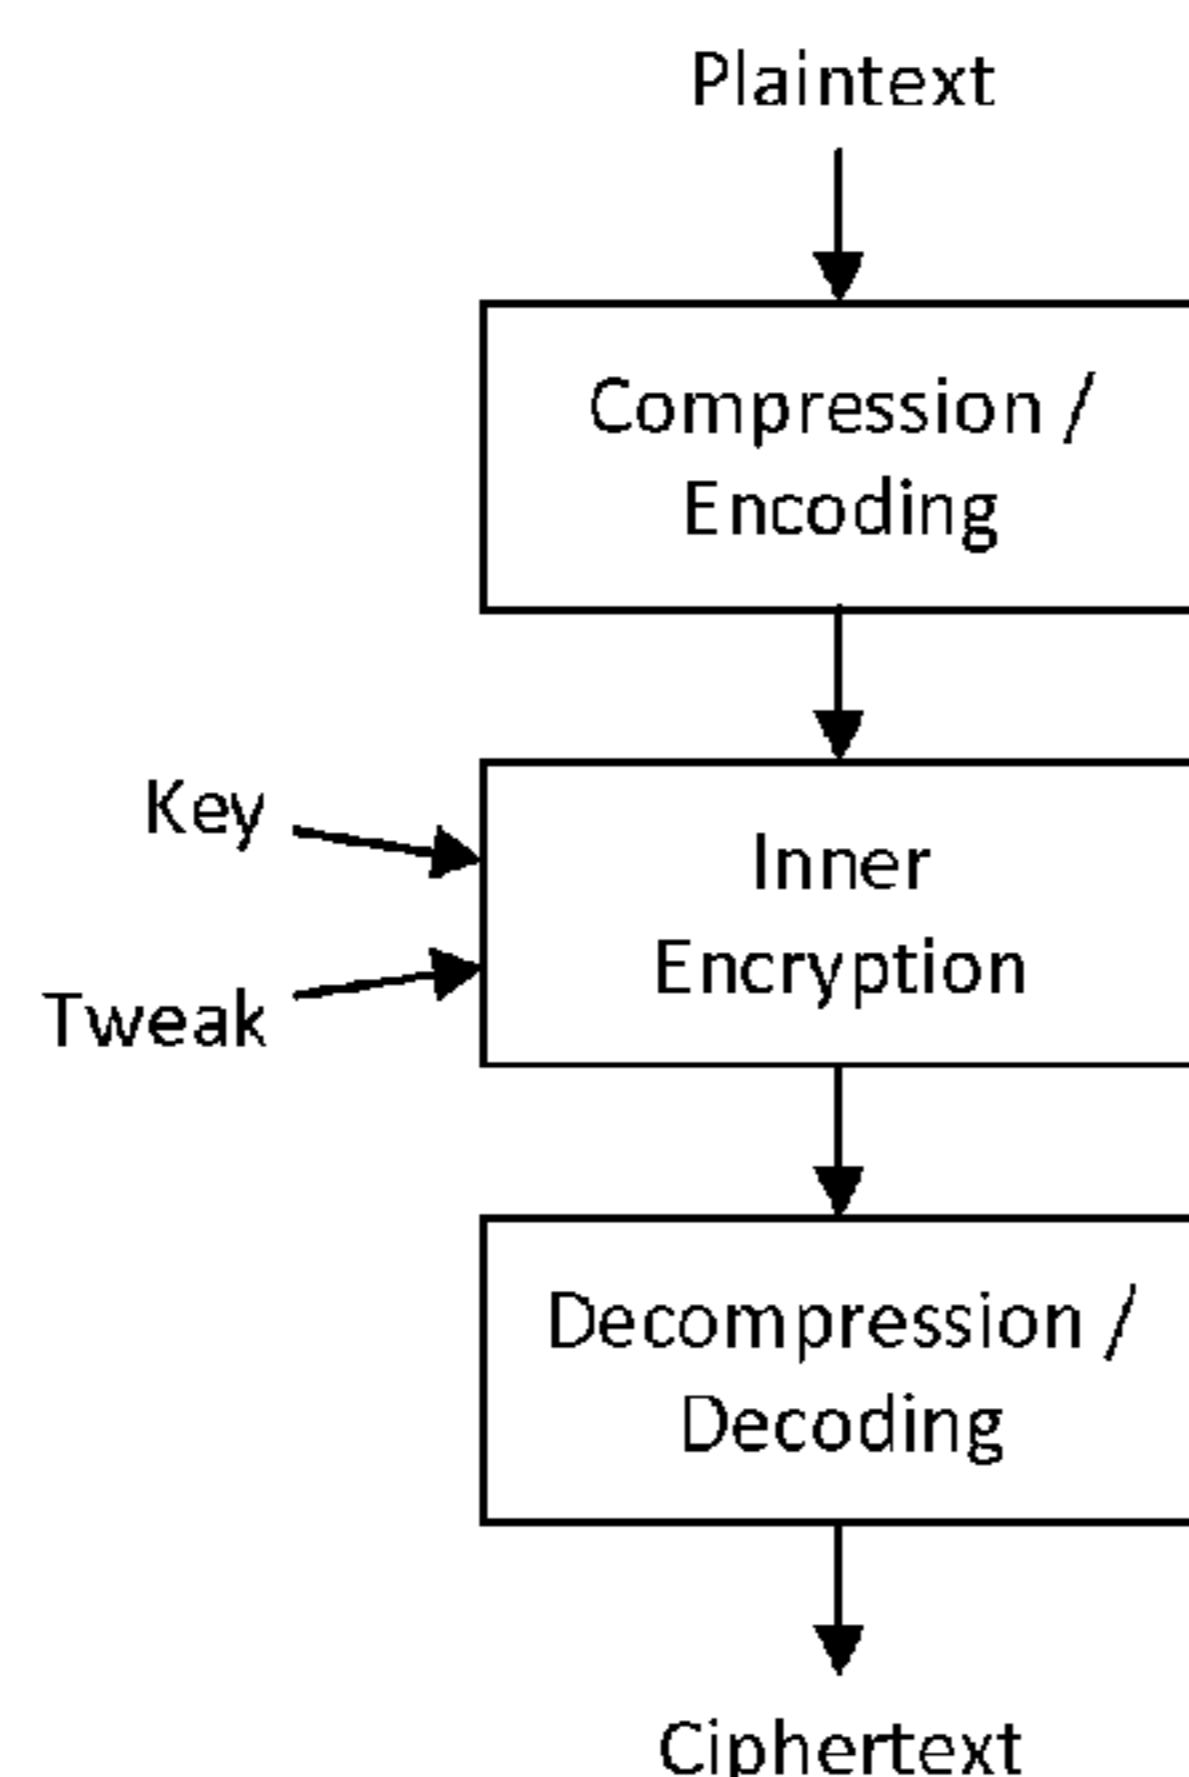 Plaintext
Compression /
Encoding
Key
Inner
Encryption
Tweak
Decompression /
Decoding
Ciphertext